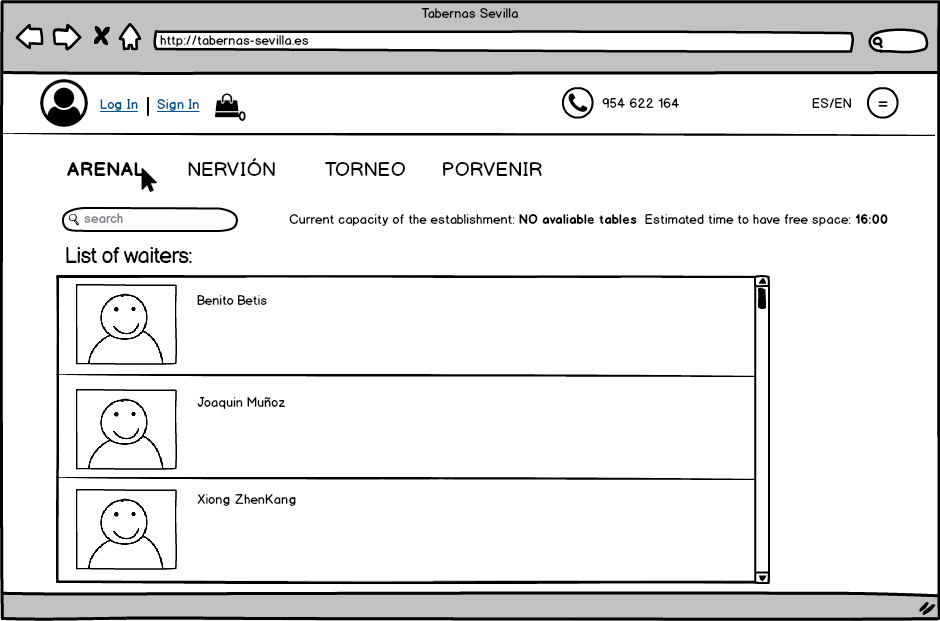 Tabernas Sevilla
http://tabernas-sevilla.es
Log In | Sign In
0
954 622 164
ES/EN
=
ARENAL
NERVIÓN
TORNEO
PORVENIR
search
Current capacity of the establishment: NO avaliable tables Estimated time to have free space: 16:00
List of waiters:
Benito Betis
Joaquin Muñoz
Xiong ZhenKang